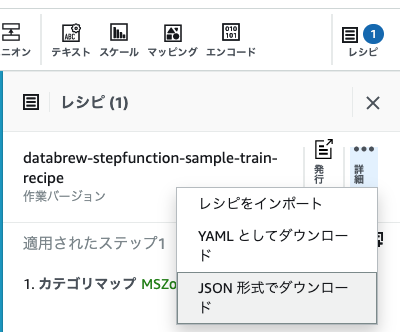 ニオン
テキスト
スケール
マッピング
エンコード
レシピ
1
レシピ (1)
databrew-stepfunction-sample-train-
recipe
作業バージョン
発行
詳細
レシピをインポート
YAML としてダウンロー
ド
適用されたステップ1
1. カテゴリマップ MSZo
JSON 形式でダウンロー
ド